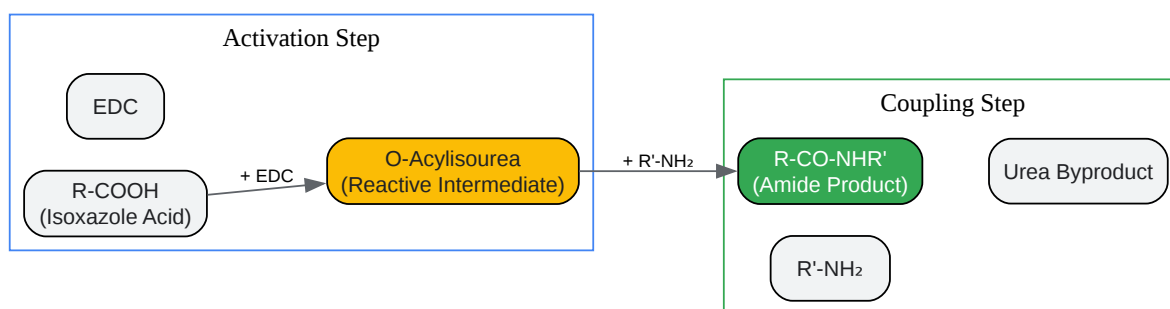 Activation Step
EDC
R-COOH
(Isoxazole Acid)
+ EDC
O-Acylisourea
(Reactive Intermediate)
+ R'-NH₂
Coupling Step
R-CO-NHR'
(Amide Product)
Urea Byproduct
R'-NH₂